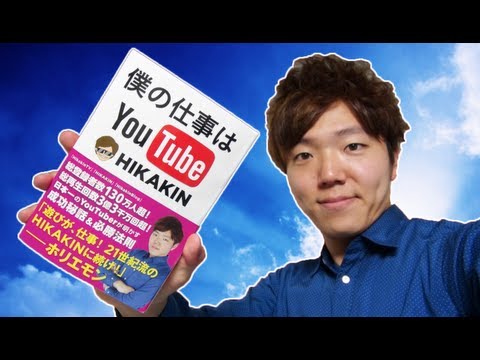 僕の仕事は
YouTube
HIKAKIN
「HIKAKINTV」「HIKAKIN」「HikakinBlog」
総登録者数130万人超!
総再生回数3億3千万回超!
日本一のYouTuberが明かす
成功秘話&必勝法則
「遊びが、仕事! 21世紀流の
HIKAKINに続け!」
ホリエモン